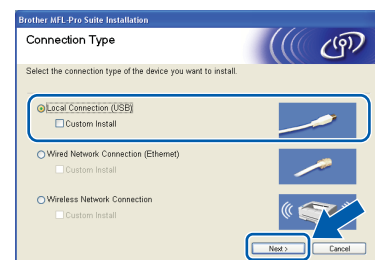 Brother MFL-Pro Suite Installation
Connection Type
Select the connection type of the device you want to install.
Local Connection (USB)
Custom Install
Wired Network Connection (Ethernet)
Custom Install
Wireless Network Connection
Custom Install
Next >
Cancel